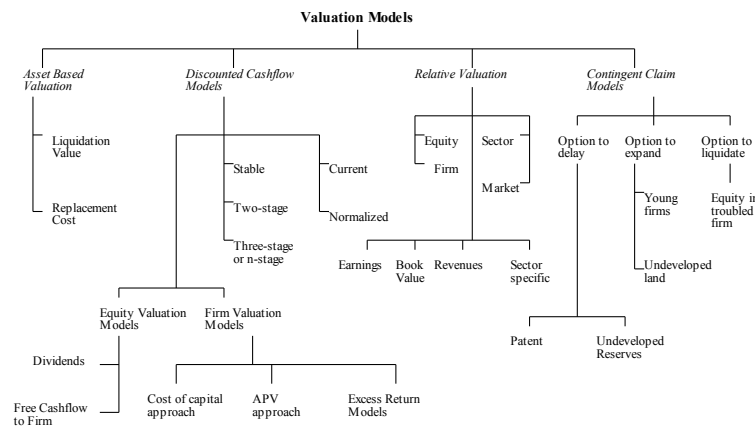 Valuation Models
Asset Based
Valuation
Discounted Cashflow
Models
Relative Valuation
Contingent Claim
Models
Liquidation
Value
Replacement
Cost
Stable
Two-stage
Three-stage
or n-stage
Current
Normalized
Equity
Firm
Sector
Market
Option to
delay
Option to
expand
Option to
liquidate
Young
firms
Undeveloped
land
Equity in
troubled
firm
Earnings
Book
Value
Revenues
Sector
specific
Equity Valuation
Models
Firm Valuation
Models
Patent
Undeveloped
Reserves
Dividends
Free Cashflow
to Firm
Cost of capital
approach
APV
approach
Excess Return
Models